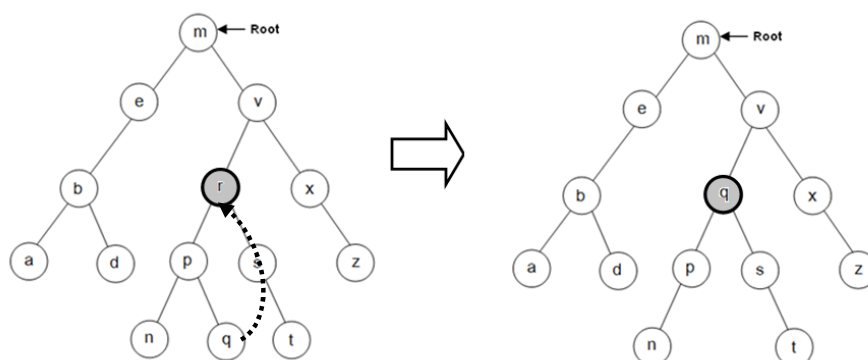 m Root m Root
e v e v
b r x b q x
a d p s z a d p s z
n q t n t